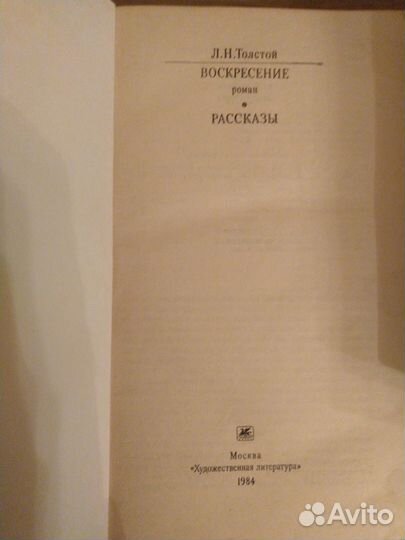 Л.Н.Толстой
ВОСКРЕСЕНИЕ
роман
РАССКАЗЫ
Москва
«Художественная литература»
1984
Avito